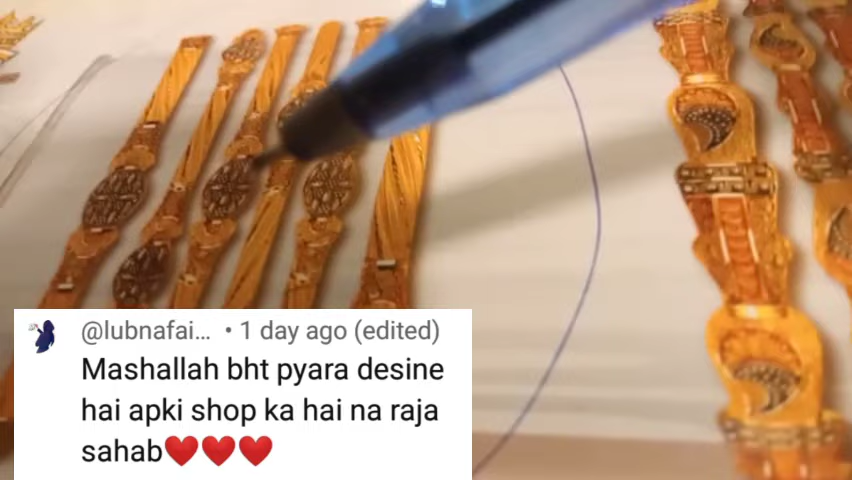 @lubnafai... • 1 day ago (edited)
Mashallah bht pyara desine
hai apki shop ka hai na raja
sahab❤️❤️❤️